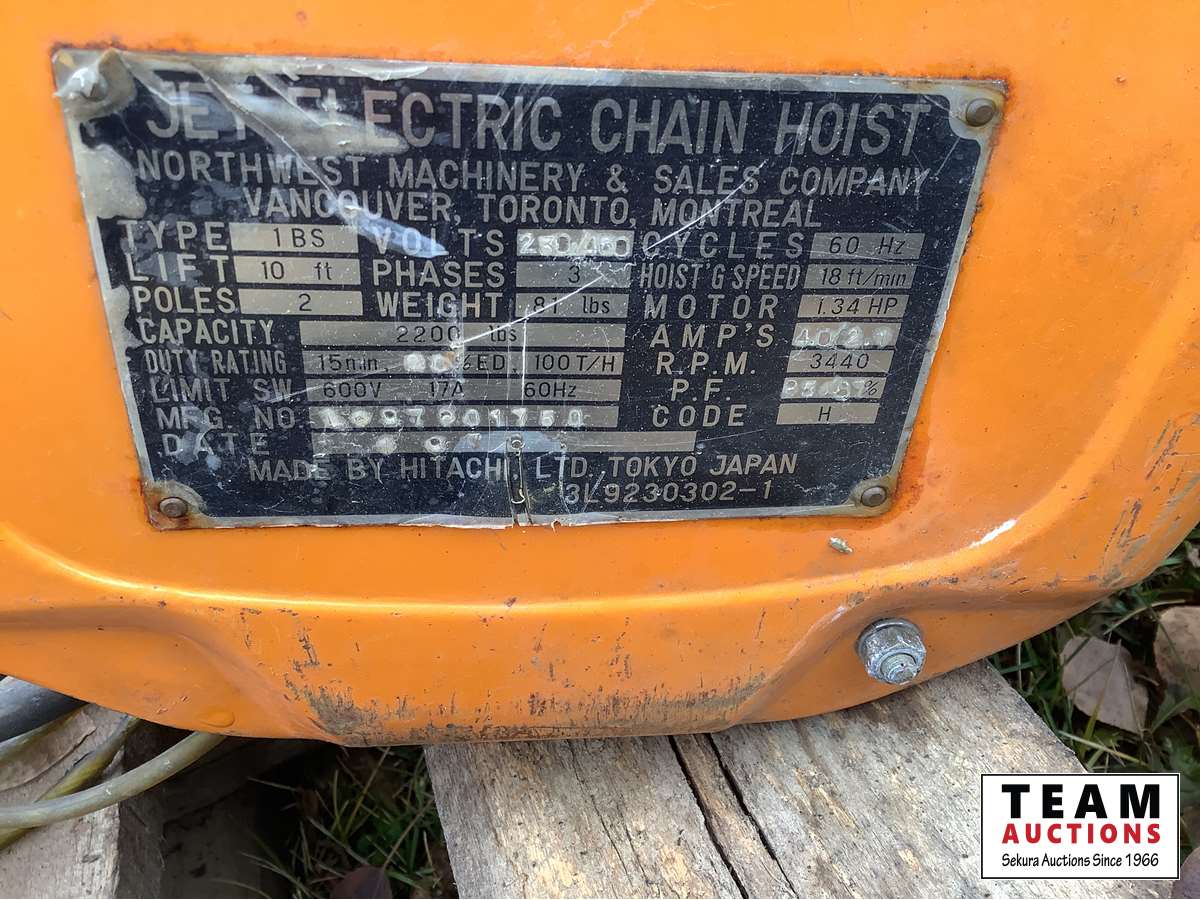 JET ELECTRIC CHAIN HOIST
NORTHWEST MACHINERY & SALES COMPANY
VANCOUVER, TORONTO, MONTREAL
TYPE 1BS VOLTS CYCLES 60 Hz
LIFT 10 ft PHASES 3 HOIST'G SPEED 18 ft/min
POLES 2 WEIGHT 81 lbs MOTOR 1.34 HP
CAPACITY 2200 lbs AMP'S
DUTY RATING 15min, %ED, 100T/H R.P.M. 3440
LIMIT SW. 600V 17A 60Hz P.F. %
MFG. NO. CODE H
DATE
MADE BY HITACHI, LTD. TOKYO JAPAN
3L9230302-1
TEAM
AUCTIONS
Sekura Auctions Since 1966